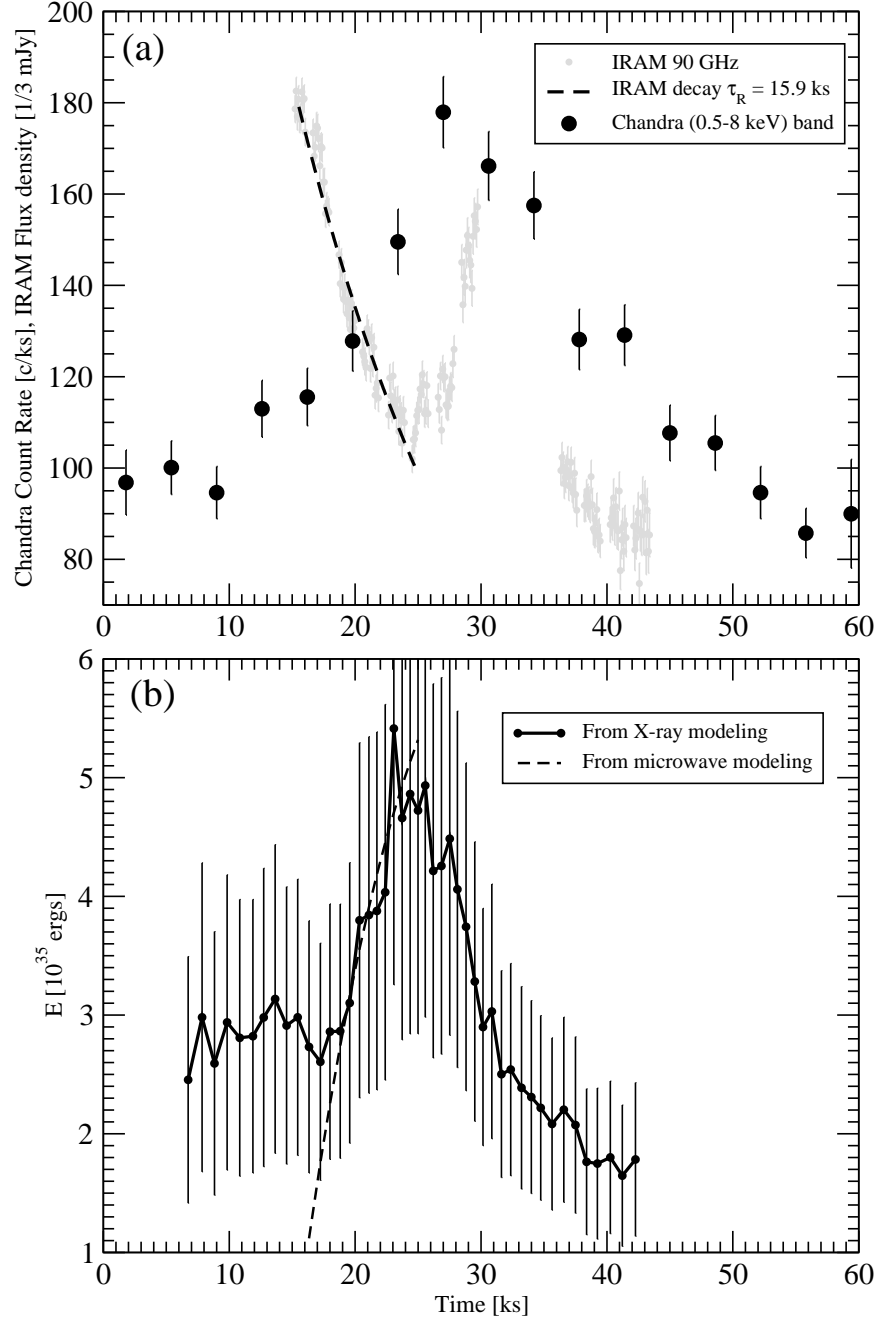 200
(a)
IRAM 90 GHz
IRAM decay τ_R = 15.9 ks
Chandra (0.5-8 keV) band
180
160
140
120
100
80
Chandra Count Rate [c/ks], IRAM Flux density [1/3 mJy]
0 10 20 30 40 50 60
6
(b)
From X-ray modeling
From microwave modeling
5
4
3
2
1
E [10^35 ergs]
0 10 20 30 40 50 60
Time [ks]